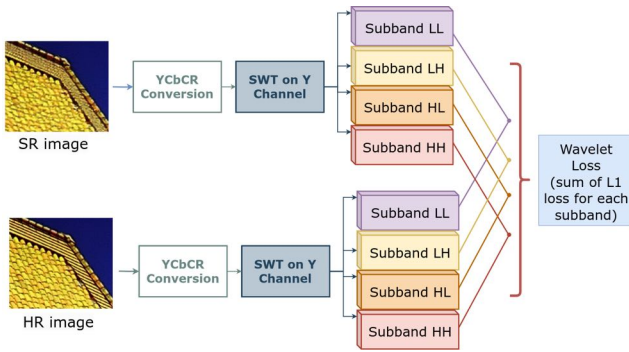 SR image
YCbCR
Conversion
SWT on Y
Channel
Subband LL
Subband LH
Subband HL
Subband HH
HR image
YCbCR
Conversion
SWT on Y
Channel
Subband LL
Subband LH
Subband HL
Subband HH
Wavelet
Loss
(sum of L1
loss for each
subband)